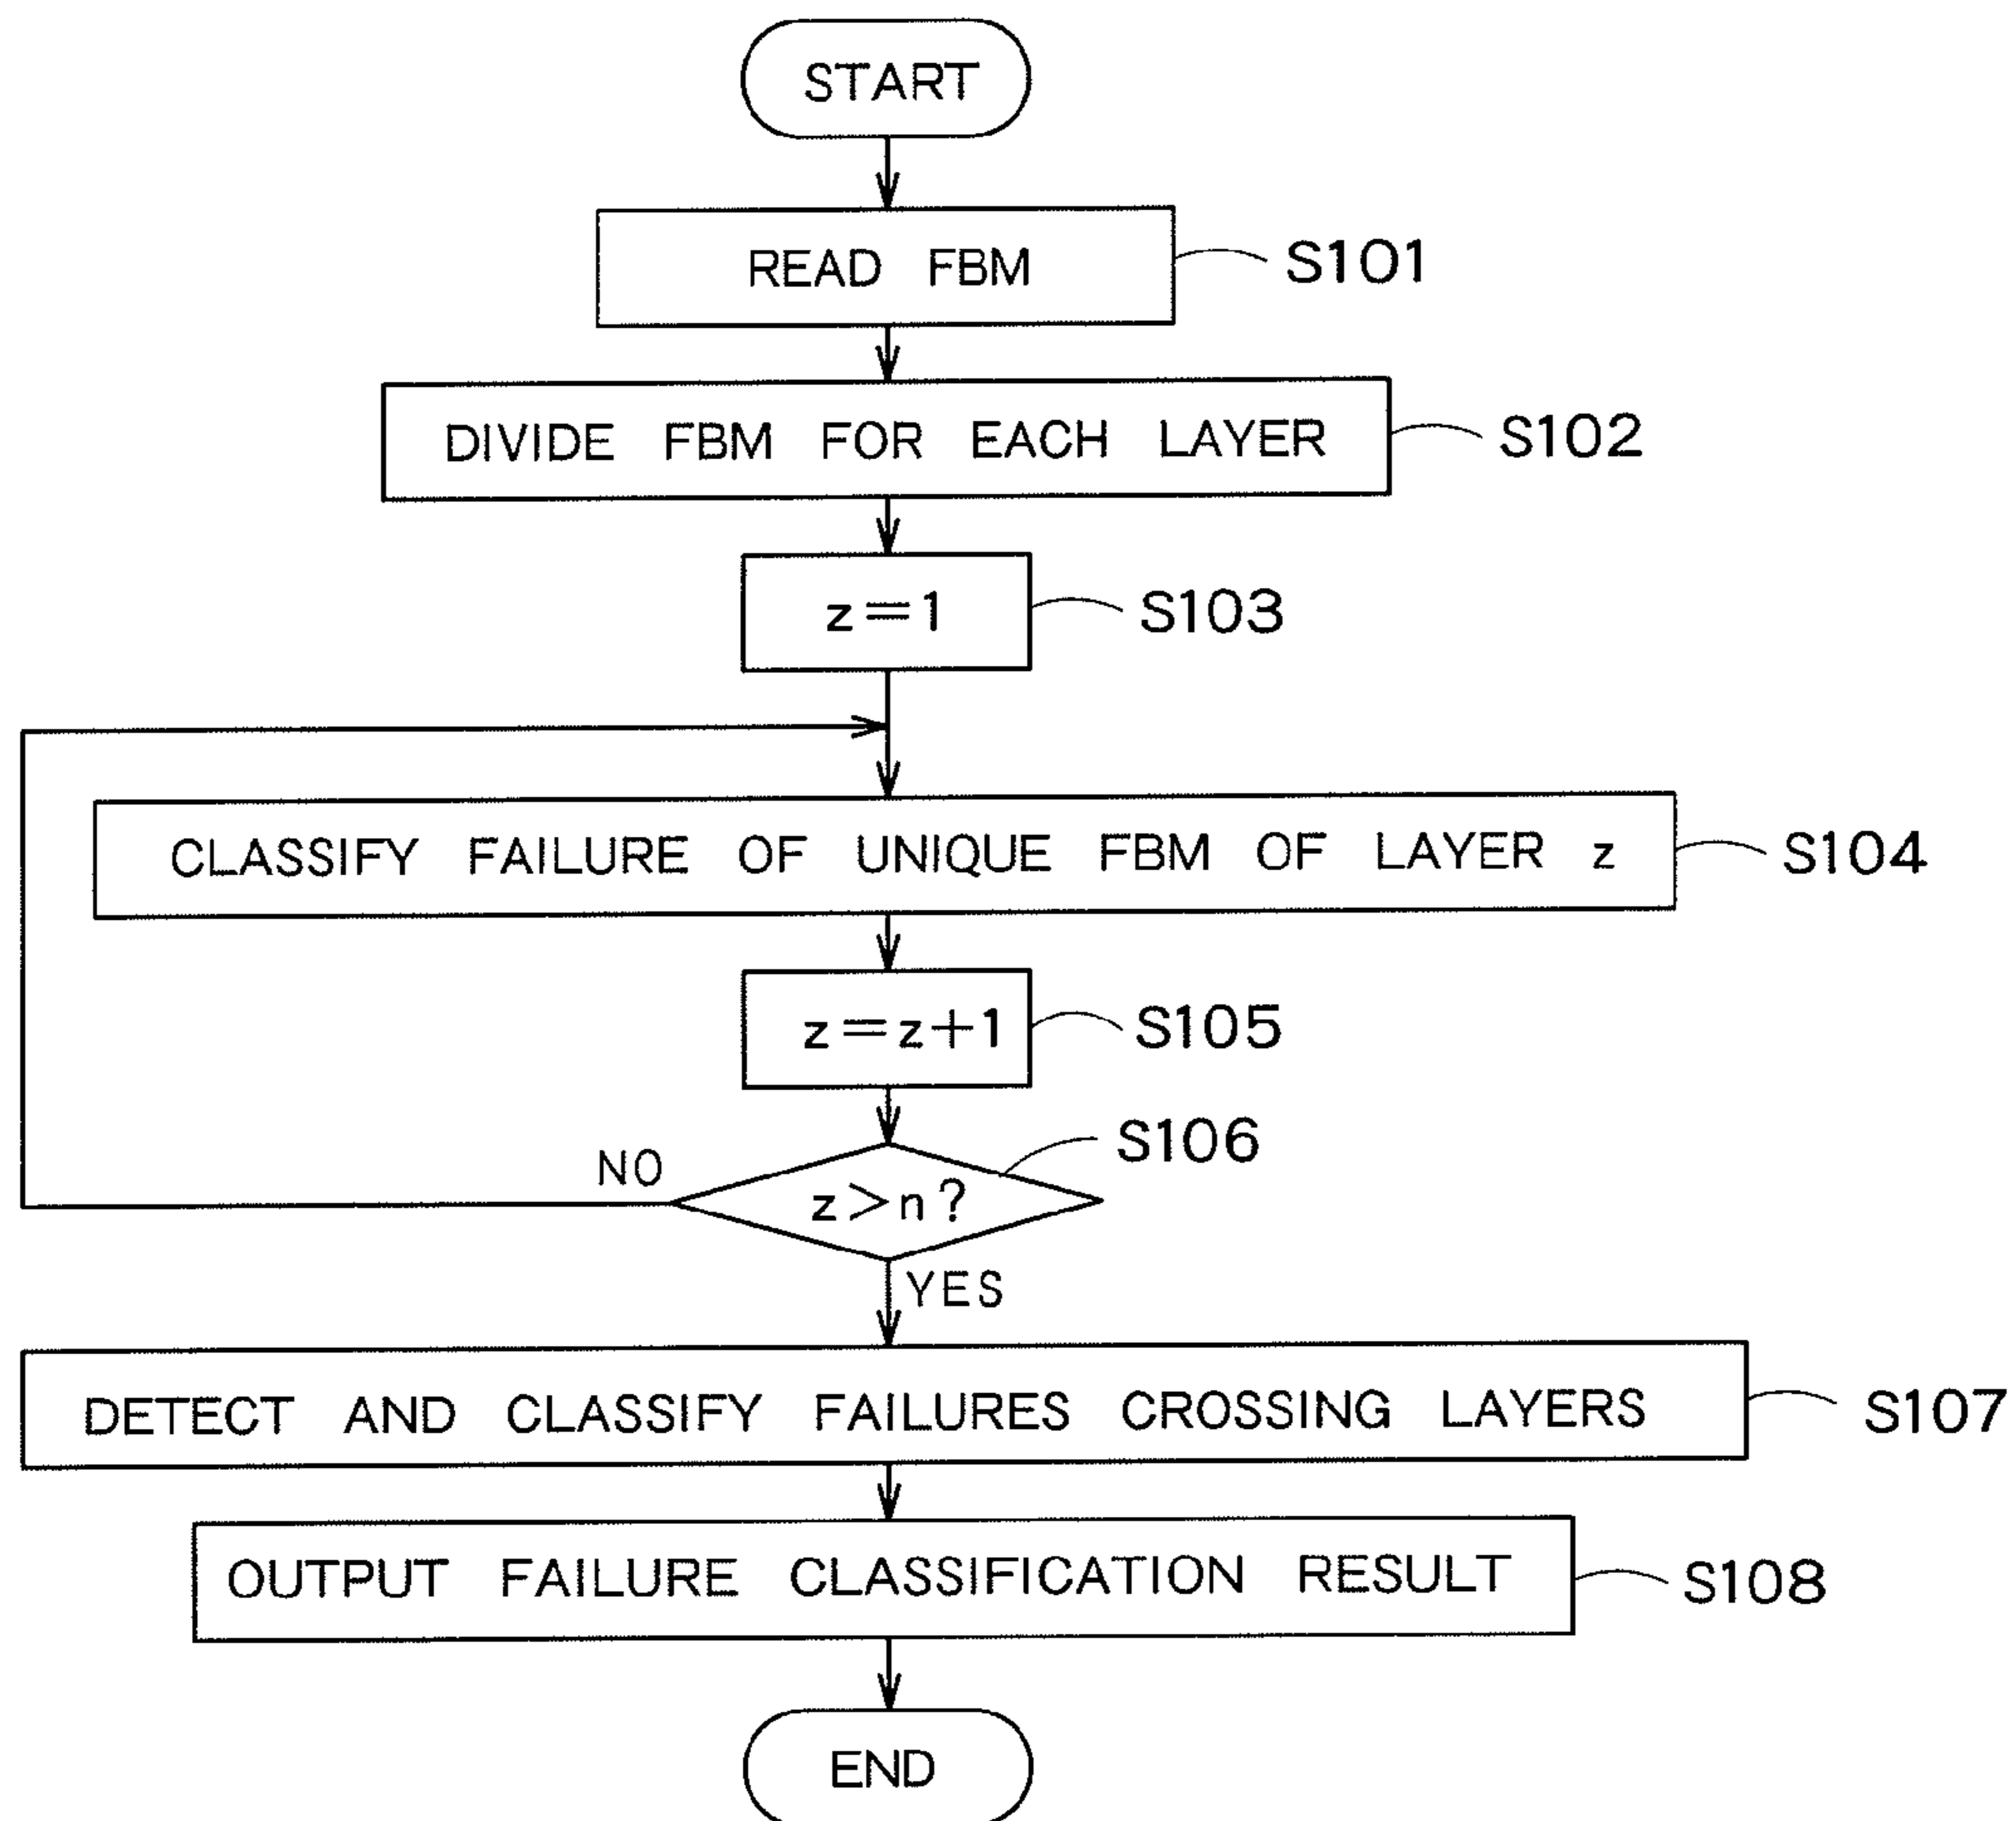 START
READ FBM
S101
DIVIDE FBM FOR EACH LAYER
S102
z=1
S103
CLASSIFY FAILURE OF UNIQUE FBM OF LAYER z
S104
z=z+1
S105
S106
NO
z>n?
YES
DETECT AND CLASSIFY FAILURES CROSSING LAYERS
S107
OUTPUT FAILURE CLASSIFICATION RESULT
S108
END